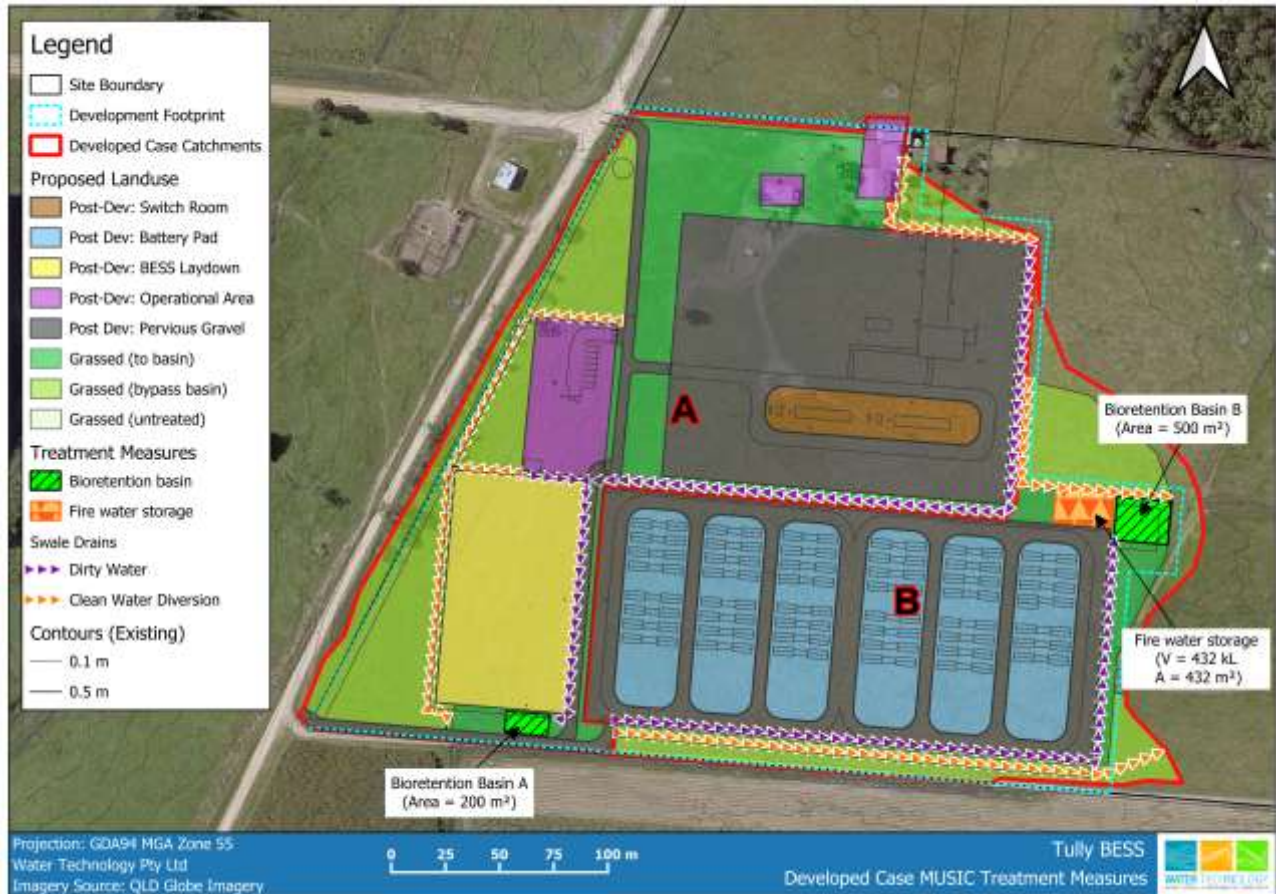 Legend
Site Boundary
Development Footprint
Developed Case Catchments
Proposed Landuse
Post-Dev: Switch Room
Post Dev: Battery Pad
Post-Dev: BESS Laydown
Post-Dev: Operational Area
Post Dev: Pervious Gravel
Grassed (to basin)
Grassed (bypass basin)
Grassed (untreated)
Treatment Measures
Bioretention basin
Fire water storage
Swale Drains
Dirty Water
Clean Water Diversion
Contours (Existing)
0.1 m
0.5 m
A
B
Bioretention Basin B
(Area = 500 m²)
Fire water storage
(V = 432 kL
A = 432 m²)
Bioretention Basin A
(Area = 200 m²)
Projection: GDA94 MGA Zone 55
Water Technology Pty Ltd
Imagery Source: QLD Globe Imagery
0 25 50 75 100 m
Tully BESS
Developed Case MUSIC Treatment Measures
WATER TECHNOLOGY